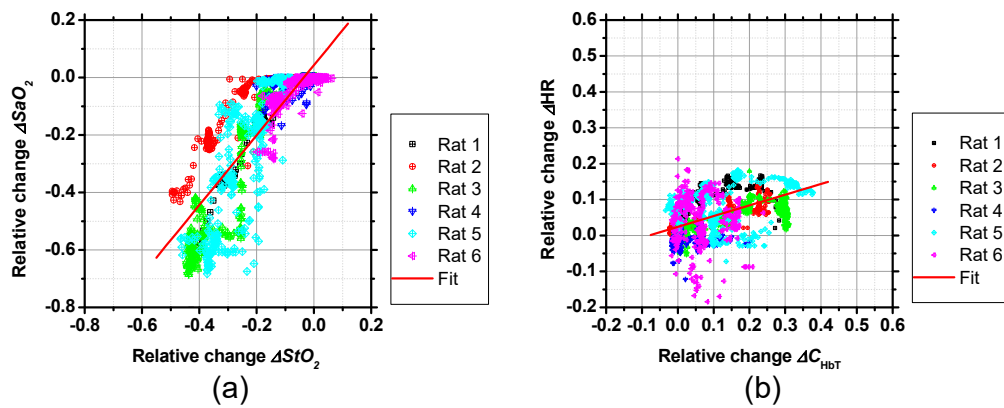 0.2
0.0
-0.2
-0.4
-0.6
-0.8
Relative change ΔSaO2
-0.8 -0.6 -0.4 -0.2 0.0 0.2
Relative change ΔStO2
Rat 1
Rat 2
Rat 3
Rat 4
Rat 5
Rat 6
Fit
(a)
0.6
0.5
0.4
0.3
0.2
0.1
0.0
-0.1
-0.2
Relative change ΔHR
-0.2 -0.1 0.0 0.1 0.2 0.3 0.4 0.5 0.6
Relative change ΔCHbT
Rat 1
Rat 2
Rat 3
Rat 4
Rat 5
Rat 6
Fit
(b)